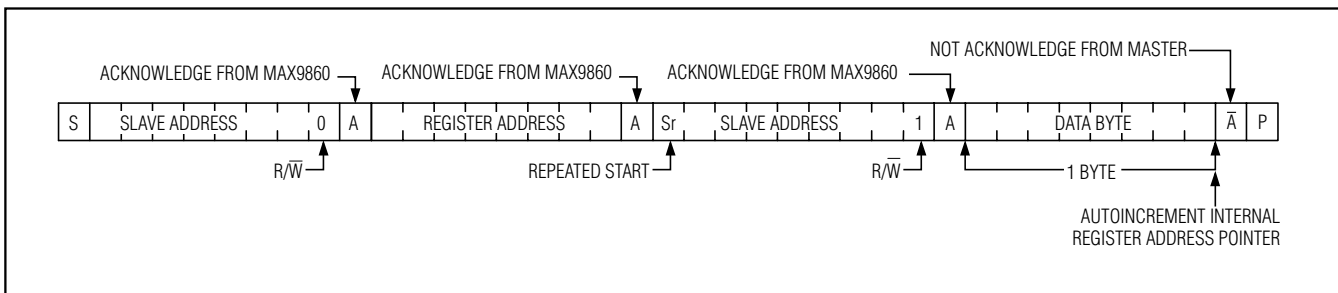 NOT ACKNOWLEDGE FROM MASTER
ACKNOWLEDGE FROM MAX9860
ACKNOWLEDGE FROM MAX9860
ACKNOWLEDGE FROM MAX9860
S SLAVE ADDRESS 0 A REGISTER ADDRESS A Sr SLAVE ADDRESS 1 A DATA BYTE A̅ P
R/W̅
REPEATED START
R/W̅
1 BYTE
AUTOINCREMENT INTERNAL
REGISTER ADDRESS POINTER